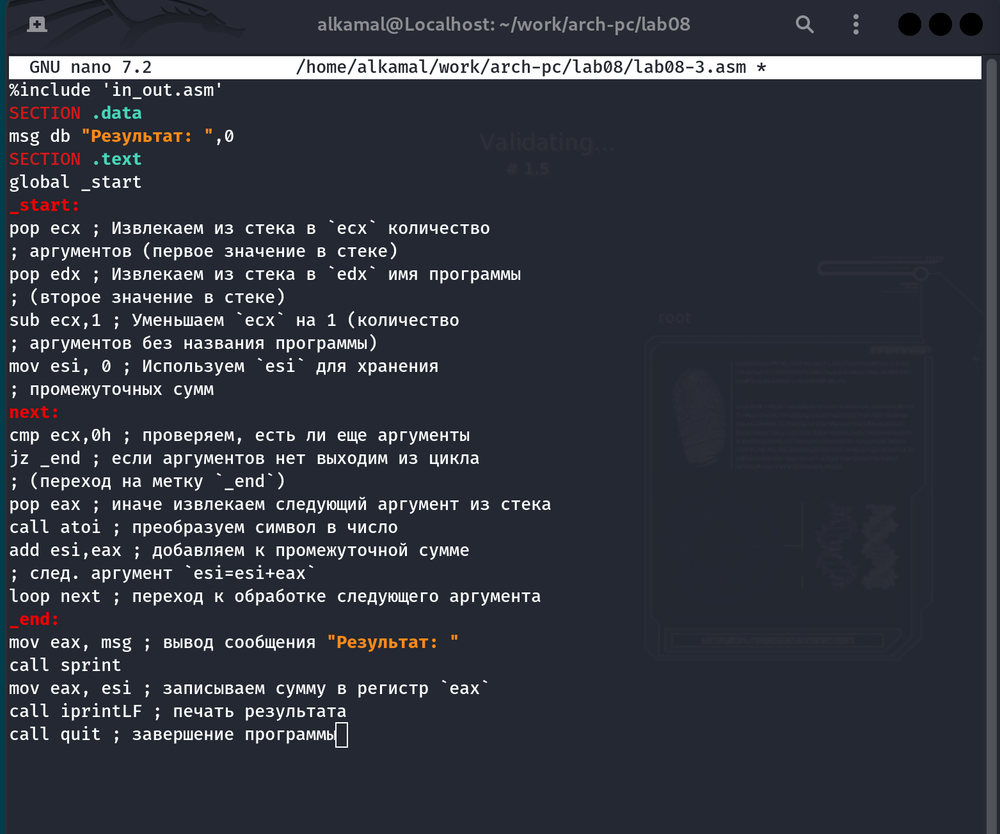 alkamal@Localhost: ~/work/arch-pc/lab08
GNU nano 7.2 /home/alkamal/work/arch-pc/lab08/lab08-3.asm *
%include 'in_out.asm'
SECTION .data
msg db "Результат: ",0
SECTION .text
global _start
_start:
pop ecx ; Извлекаем из стека в `ecx` количество
; аргументов (первое значение в стеке)
pop edx ; Извлекаем из стека в `edx` имя программы
; (второе значение в стеке)
sub ecx,1 ; Уменьшаем `ecx` на 1 (количество
; аргументов без названия программы)
mov esi, 0 ; Используем `esi` для хранения
; промежуточных сумм
next:
cmp ecx,0h ; проверяем, есть ли еще аргументы
jz _end ; если аргументов нет выходим из цикла
; (переход на метку `_end`)
pop eax ; иначе извлекаем следующий аргумент из стека
call atoi ; преобразуем символ в число
add esi,eax ; добавляем к промежуточной сумме
; след. аргумент `esi=esi+eax`
loop next ; переход к обработке следующего аргумента
_end:
mov eax, msg ; вывод сообщения "Результат: "
call sprint
mov eax, esi ; записываем сумму в регистр `eax`
call iprintLF ; печать результата
call quit ; завершение программы
Validating...
# 1.5
root